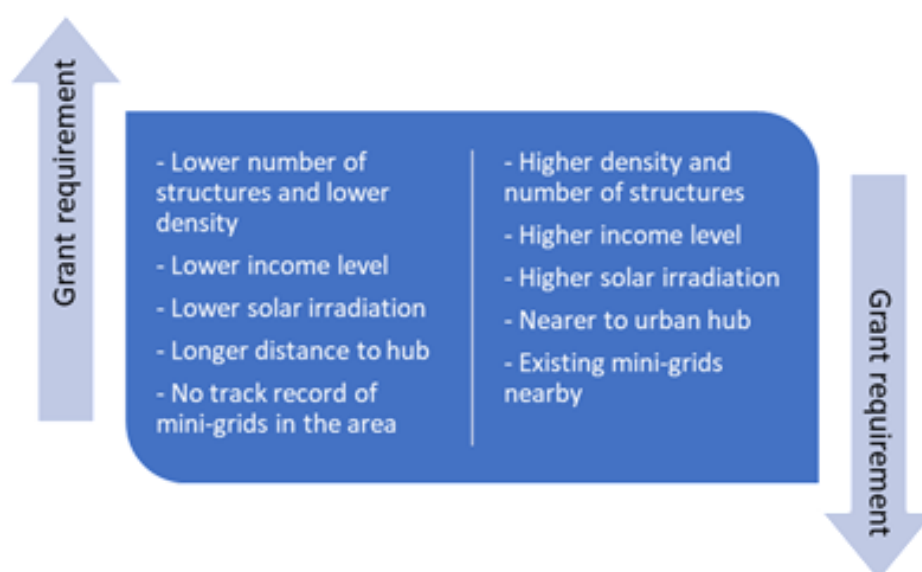 Grant requirement
- Lower number of
structures and lower
density
- Lower income level
- Lower solar irradiation
- Longer distance to hub
- No track record of
mini-grids in the area
- Higher density and
number of structures
- Higher income level
- Higher solar irradiation
- Nearer to urban hub
- Existing mini-grids
nearby
Grant requirement